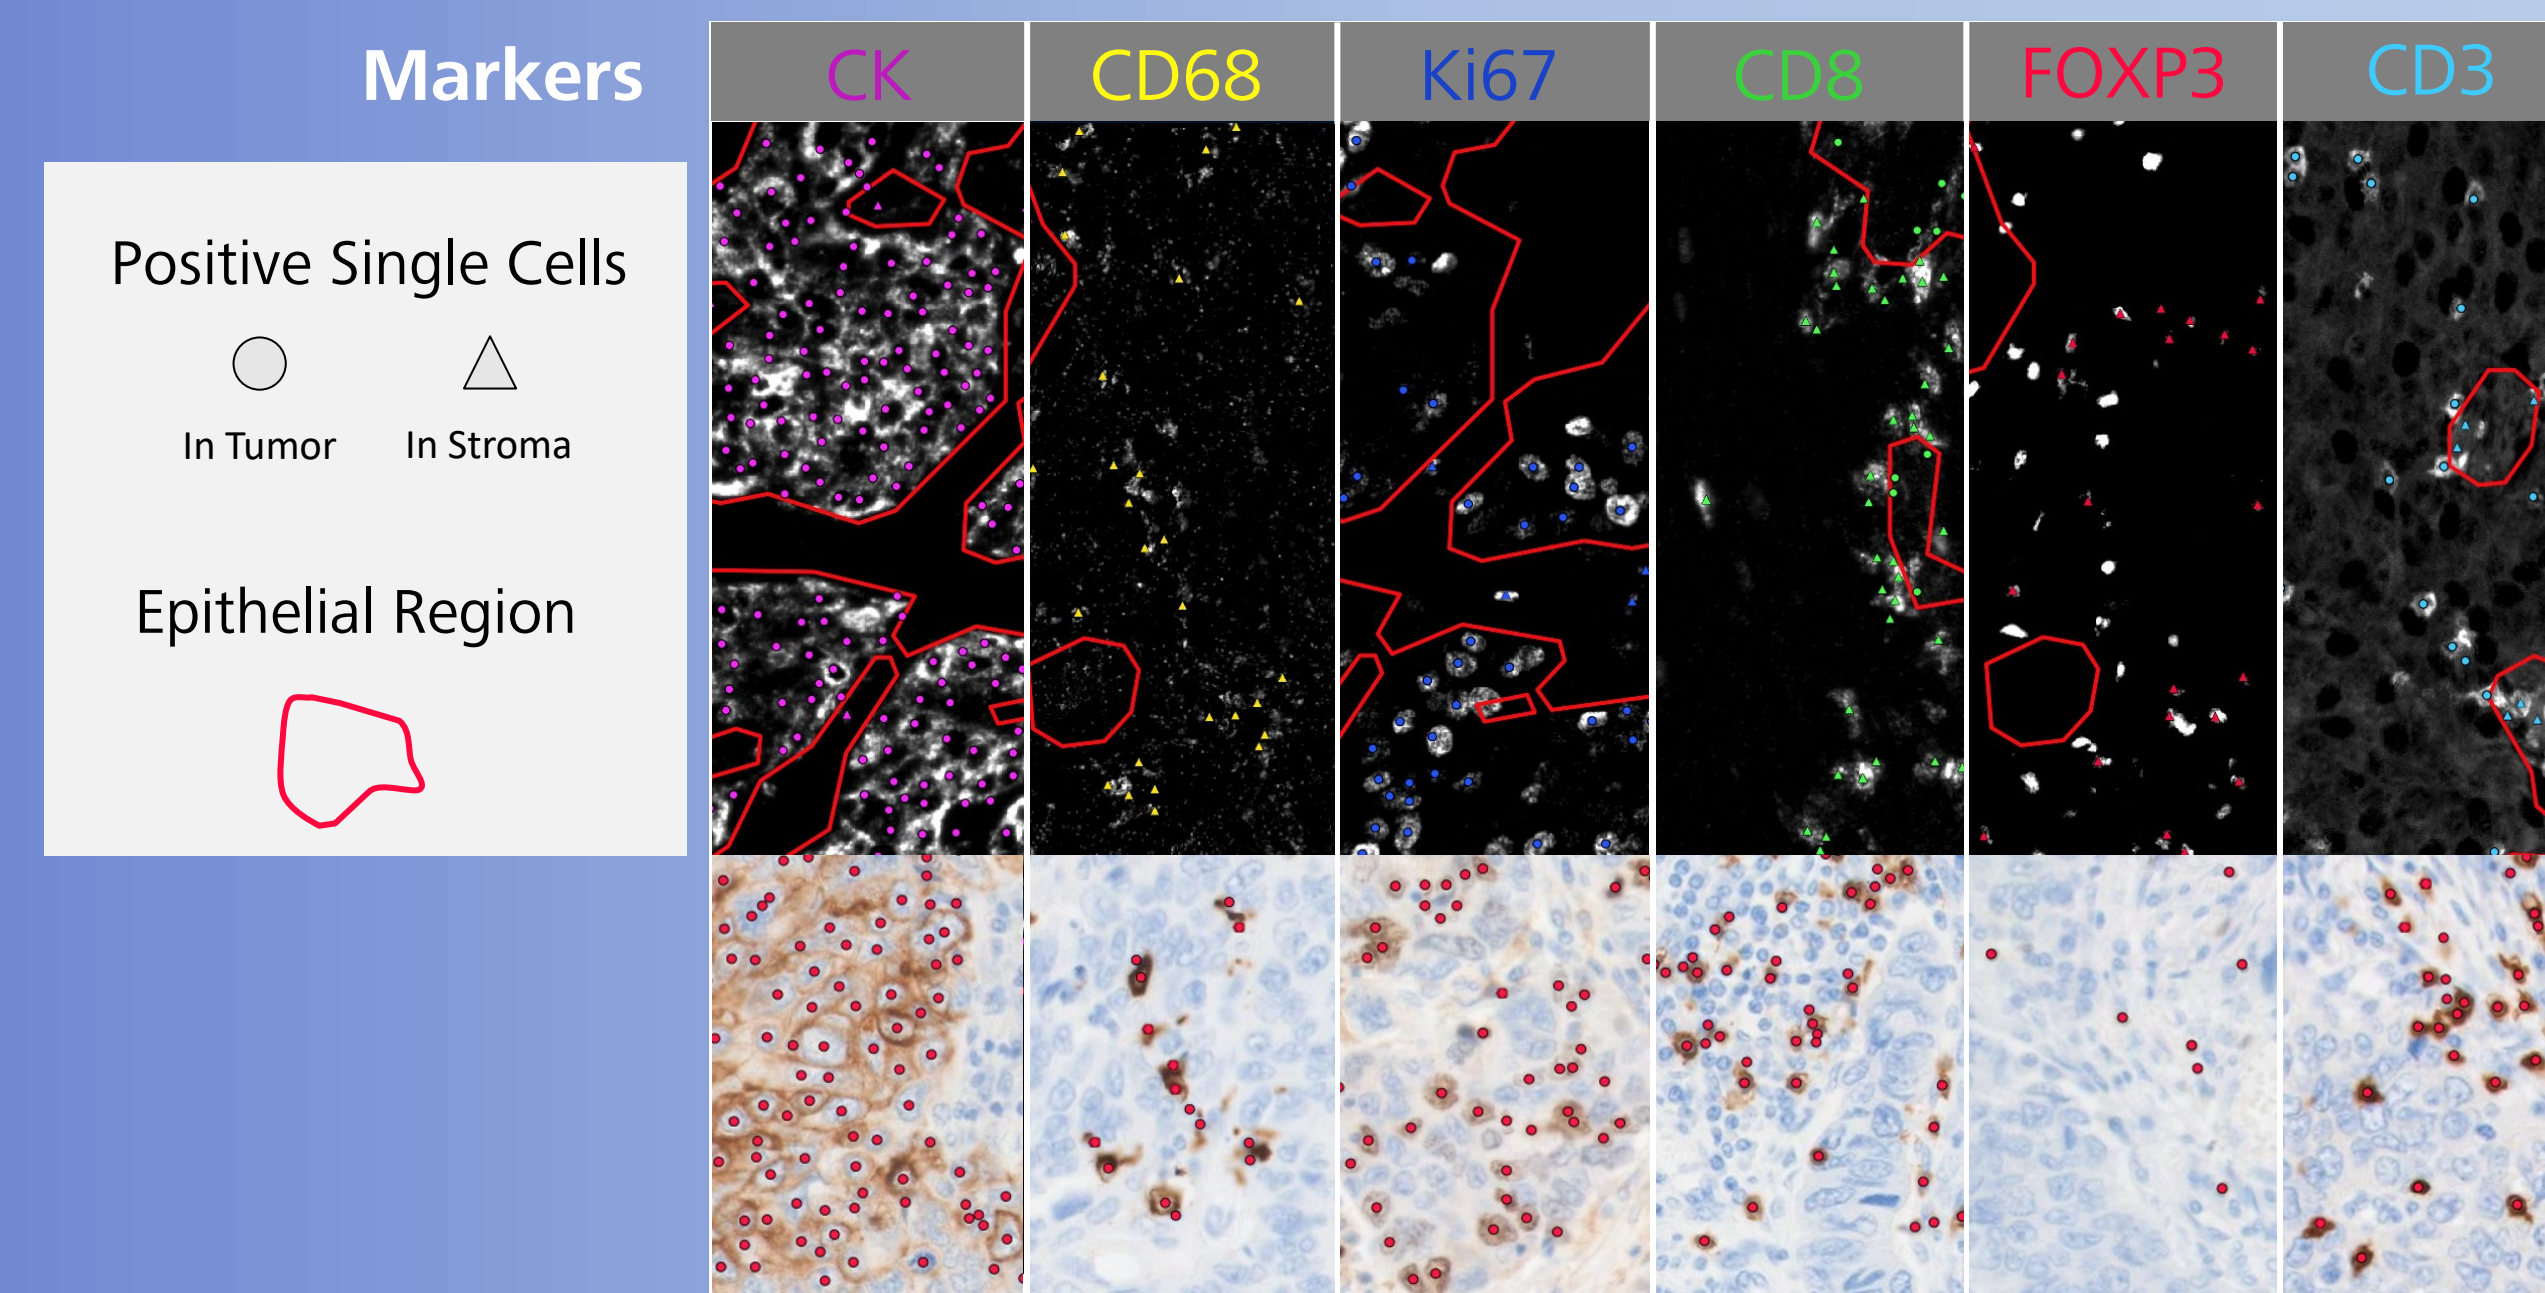 Markers
CK
CD68
Ki67
CD8
FOXP3
CD3
Positive Single Cells
In Tumor
In Stroma
Epithelial Region